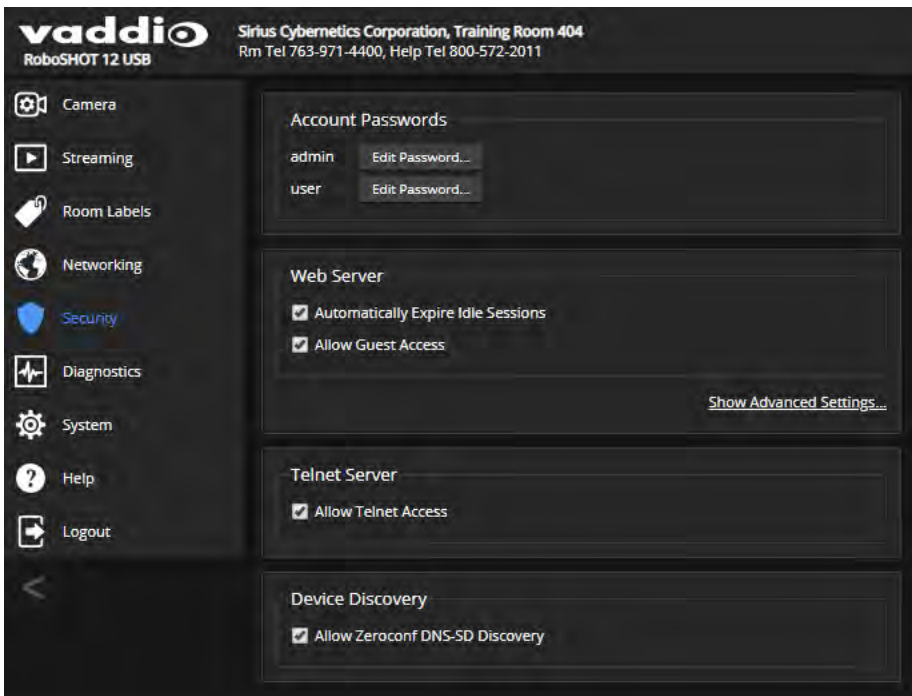 vaddio
RoboSHOT 12 USB
Sirius Cybernetics Corporation, Training Room 404
Rm Tel 763-971-4400, Help Tel 800-572-2011
Camera
Streaming
Room Labels
Networking
Security
Diagnostics
System
Help
Logout
<
Account Passwords
admin Edit Password...
user Edit Password...
Web Server
Automatically Expire Idle Sessions
Allow Guest Access
Show Advanced Settings...
Telnet Server
Allow Telnet Access
Device Discovery
Allow Zeroconf DNS-SD Discovery